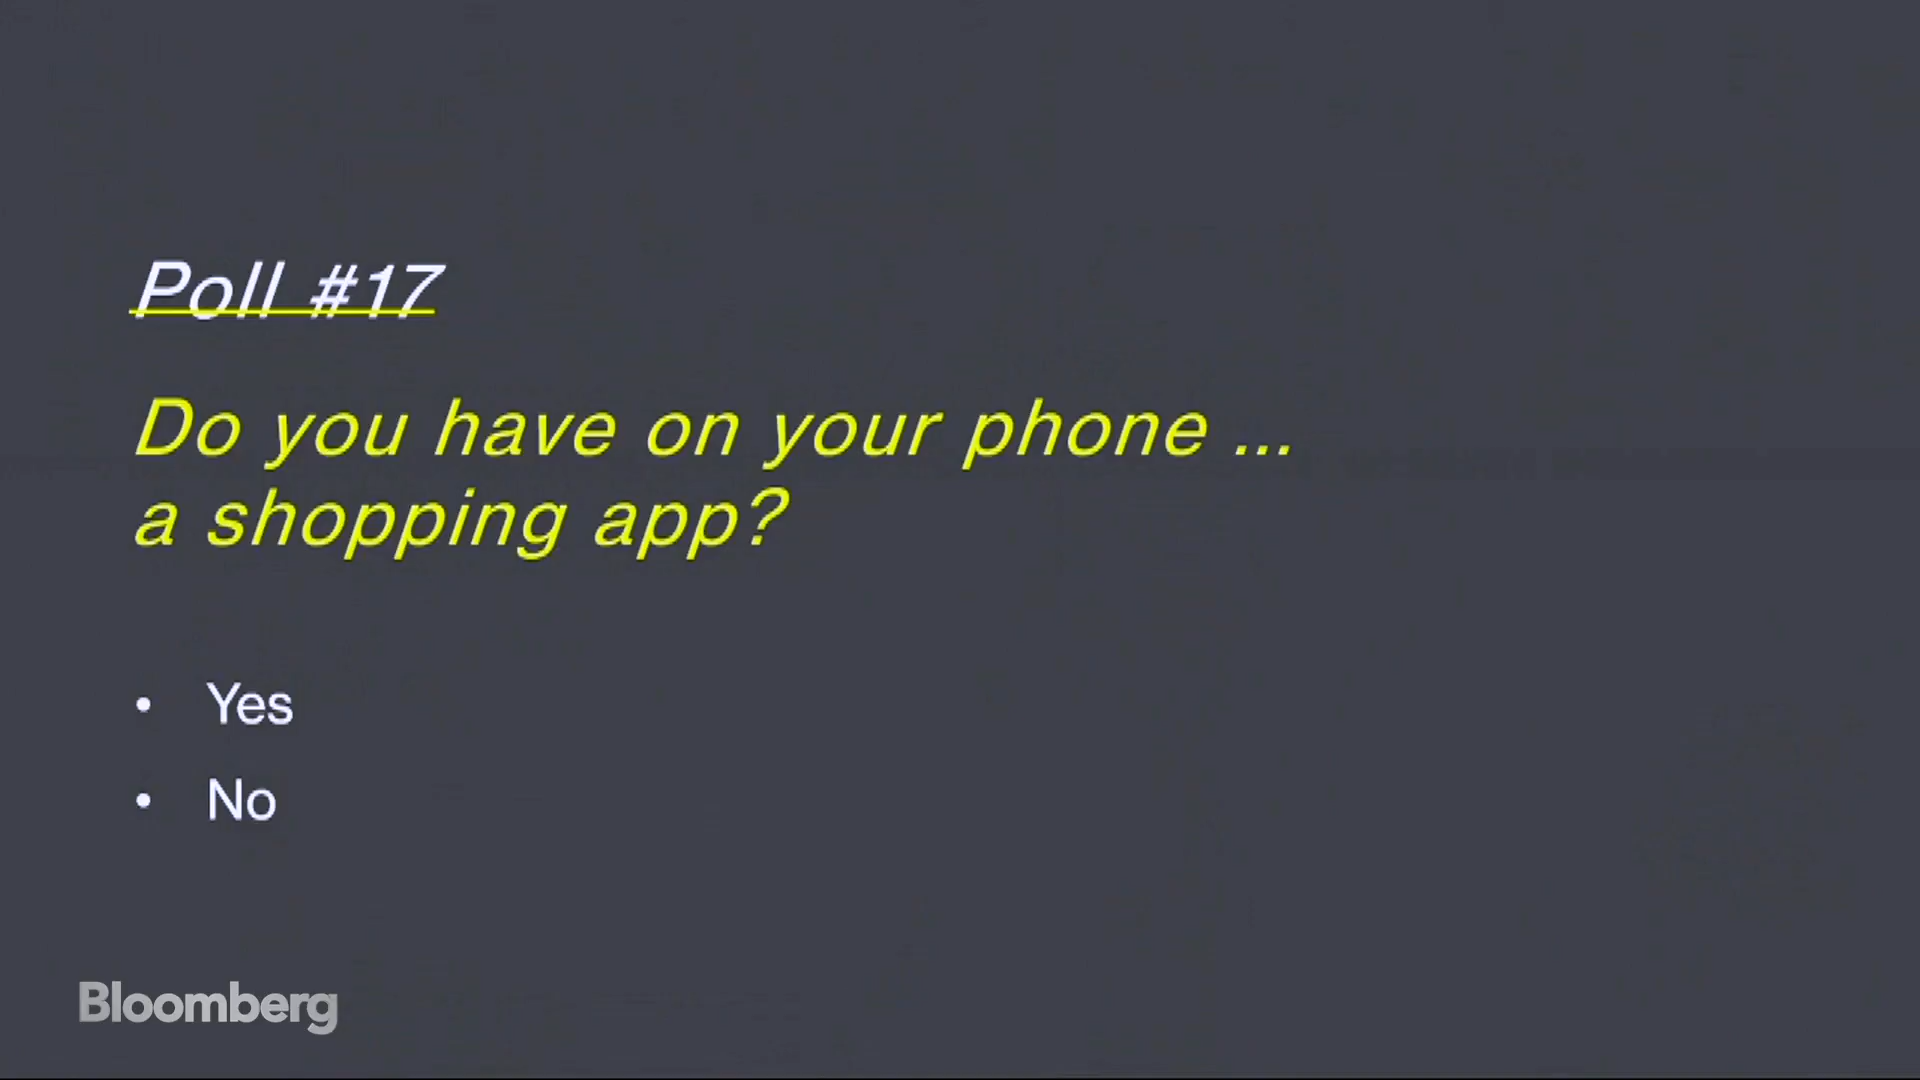 Poll #17
Do you have on your phone ...
a shopping app?
• Yes
• No
Bloomberg